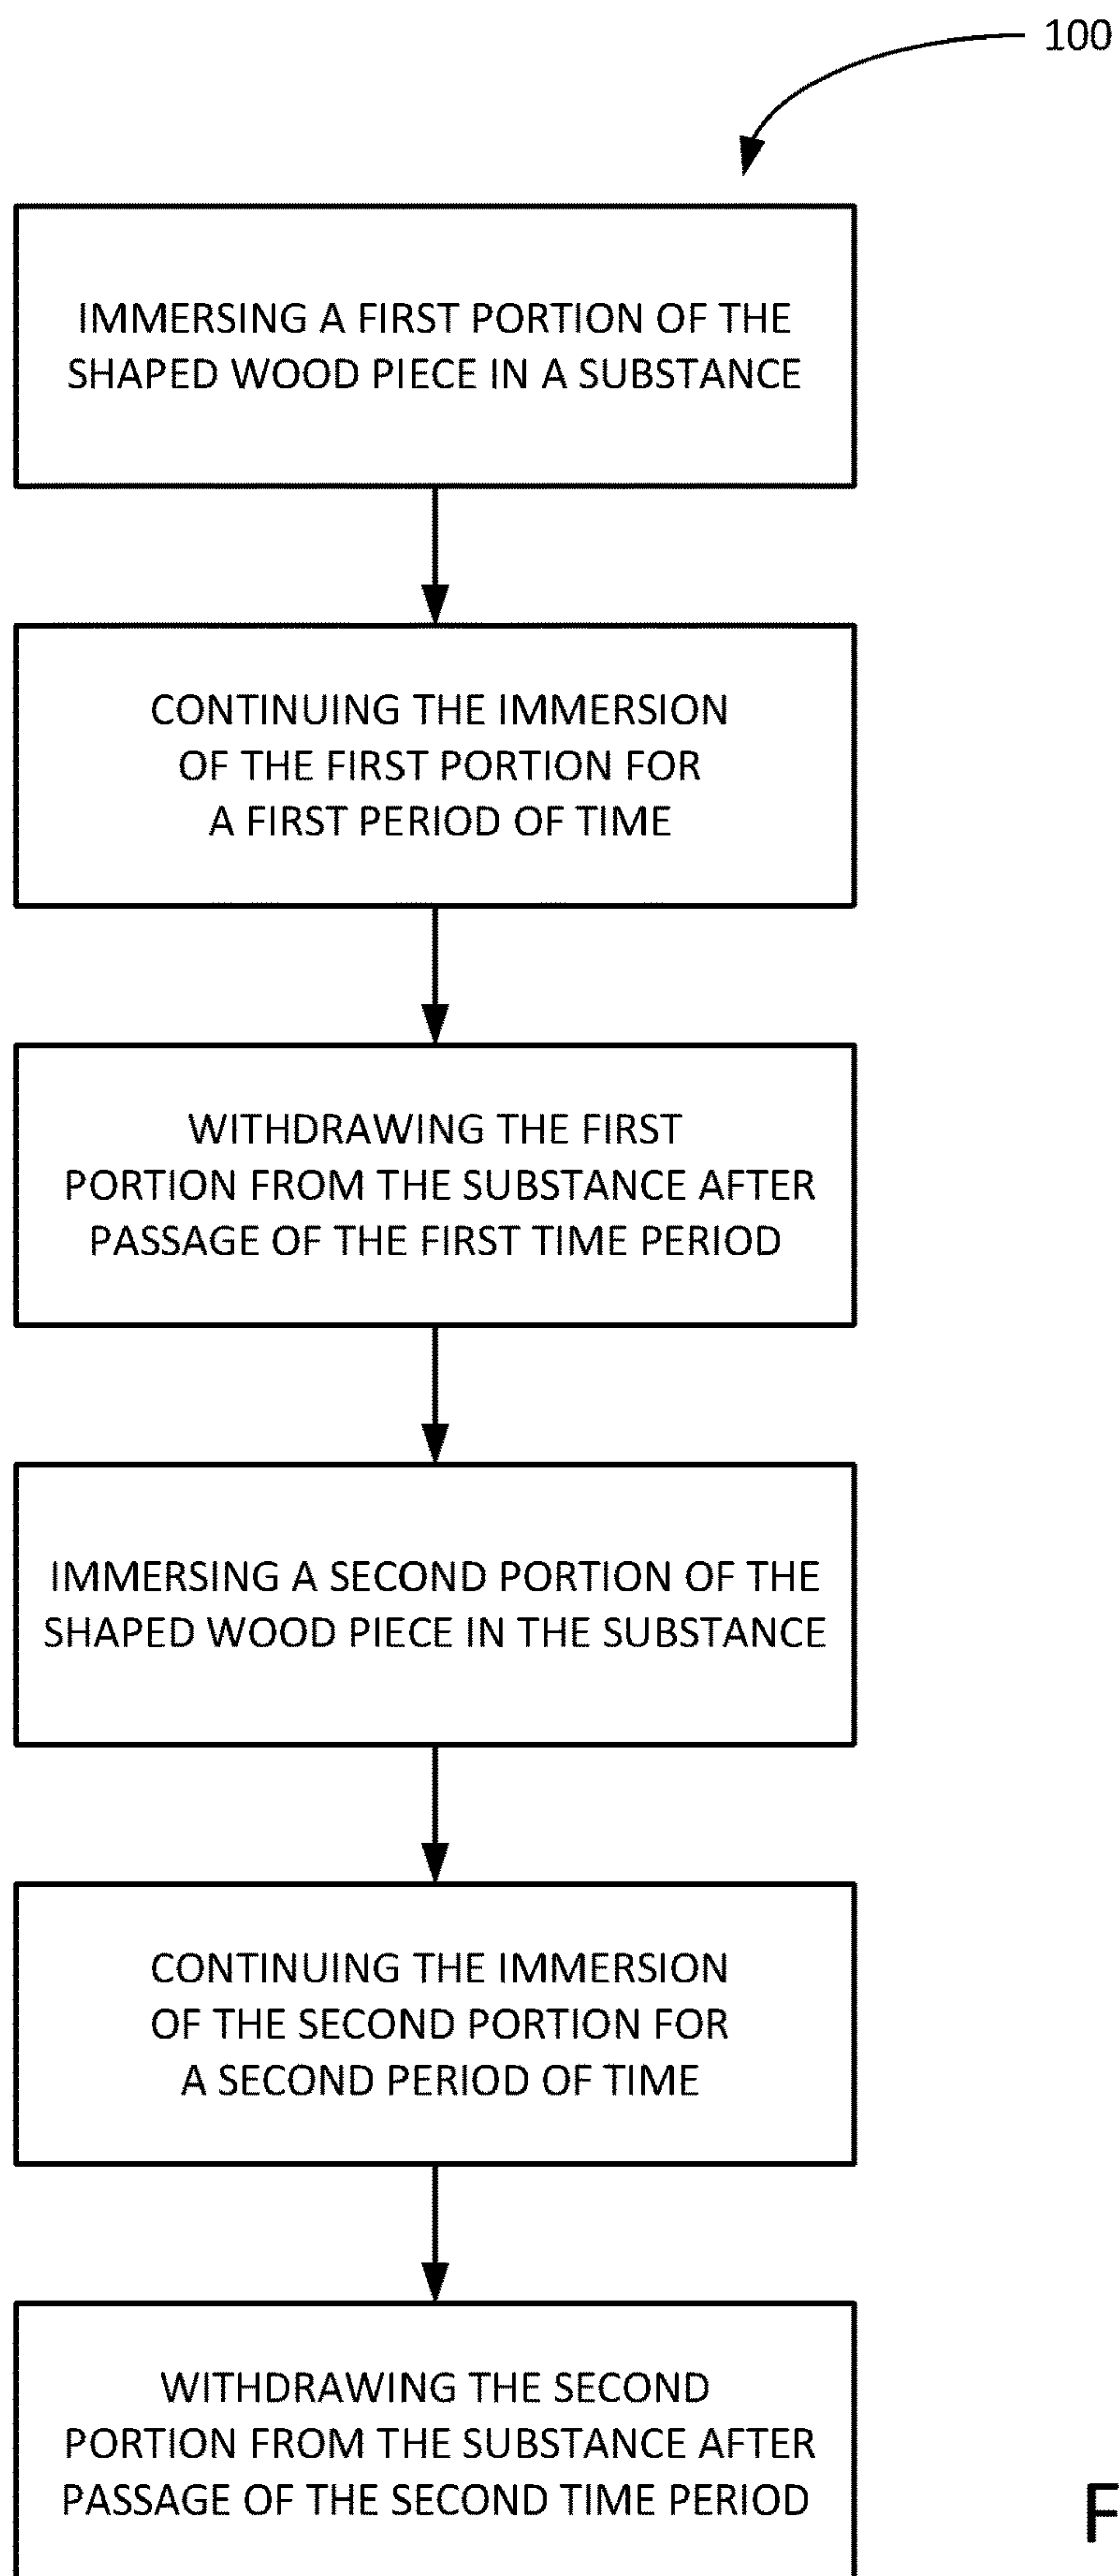 100
IMMERSING A FIRST PORTION OF THE
SHAPED WOOD PIECE IN A SUBSTANCE
CONTINUING THE IMMERSION
OF THE FIRST PORTION FOR
A FIRST PERIOD OF TIME
WITHDRAWING THE FIRST
PORTION FROM THE SUBSTANCE AFTER
PASSAGE OF THE FIRST TIME PERIOD
IMMERSING A SECOND PORTION OF THE
SHAPED WOOD PIECE IN THE SUBSTANCE
CONTINUING THE IMMERSION
OF THE SECOND PORTION FOR
A SECOND PERIOD OF TIME
WITHDRAWING THE SECOND
PORTION FROM THE SUBSTANCE AFTER
PASSAGE OF THE SECOND TIME PERIOD
F